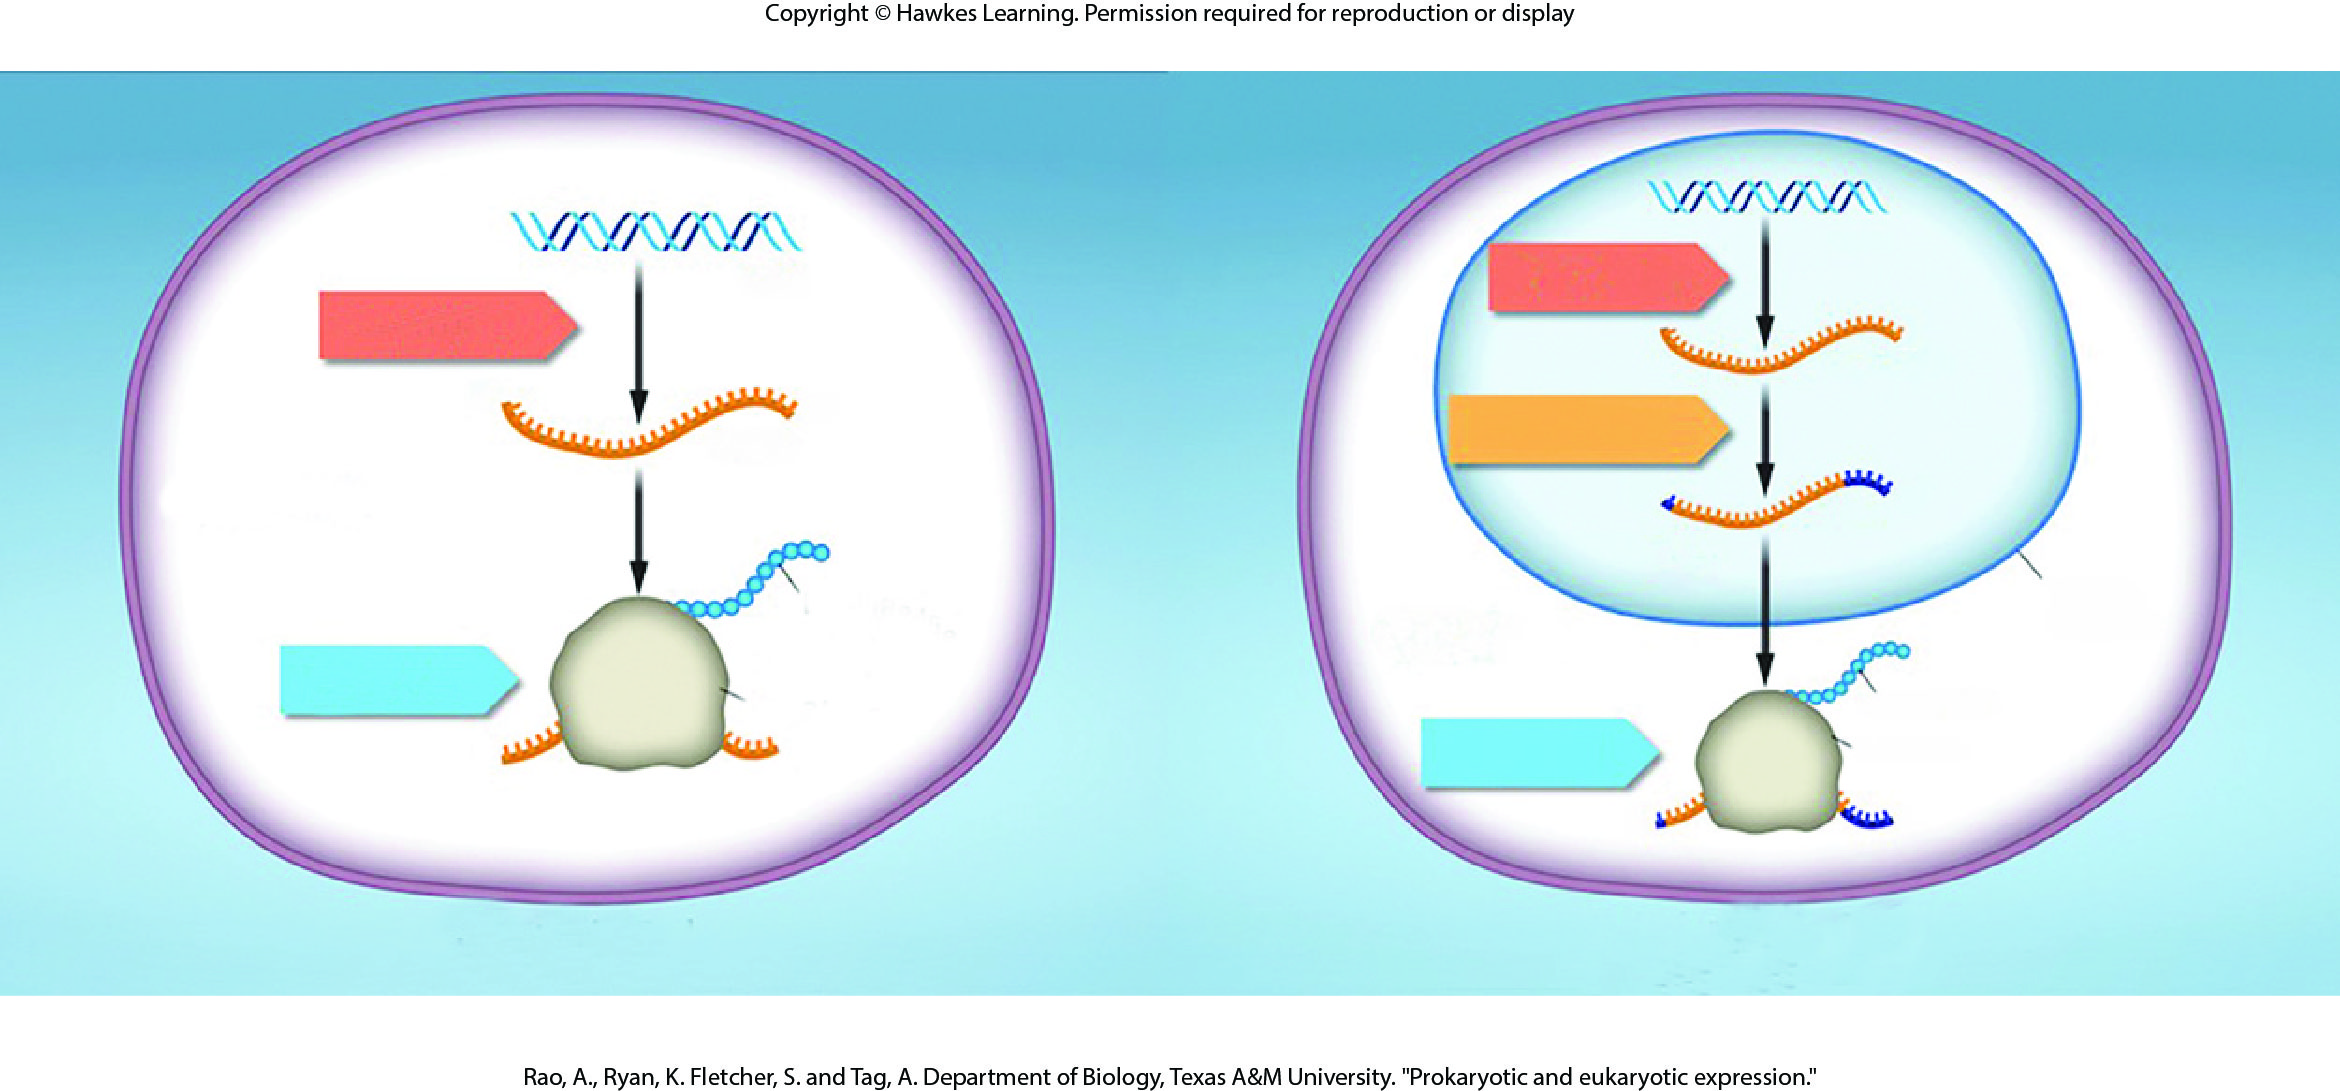 Copyright © Hawkes Learning. Permission required for reproduction or display
Rao, A., Ryan, K. Fletcher, S. and Tag, A. Department of Biology, Texas A&M University. "Prokaryotic and eukaryotic expression."